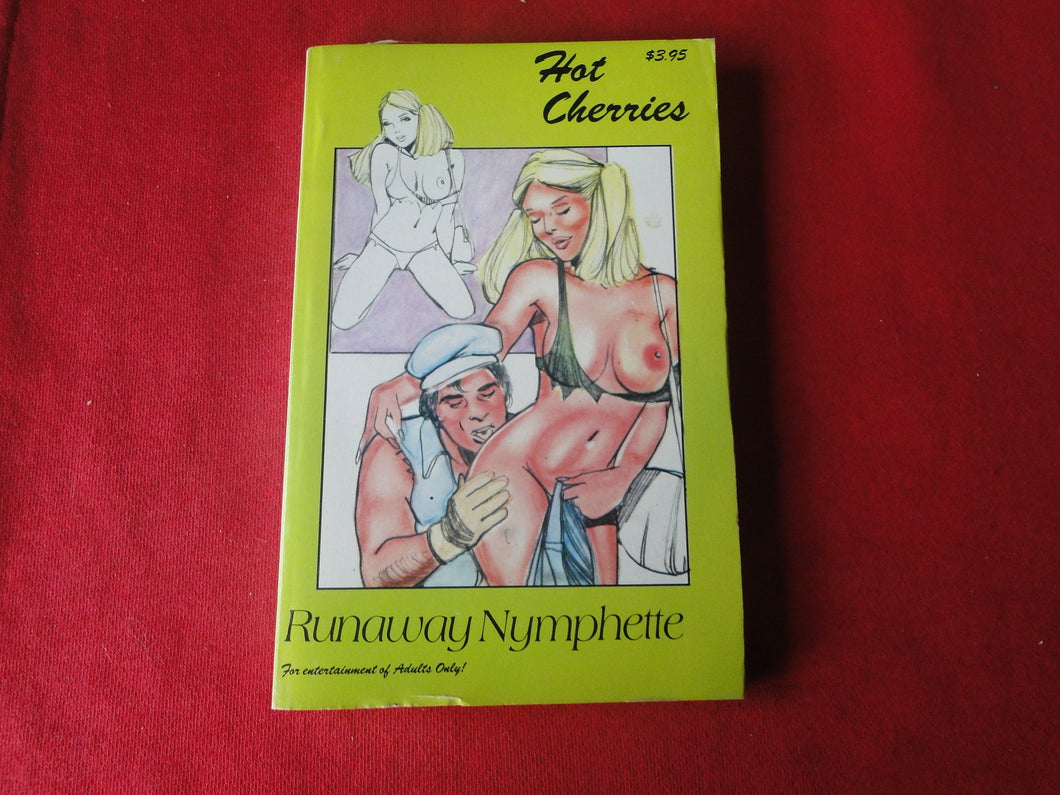 Hot
$3.95
Cherries
Runaway Nymphette
For entertainment of Adults Only!